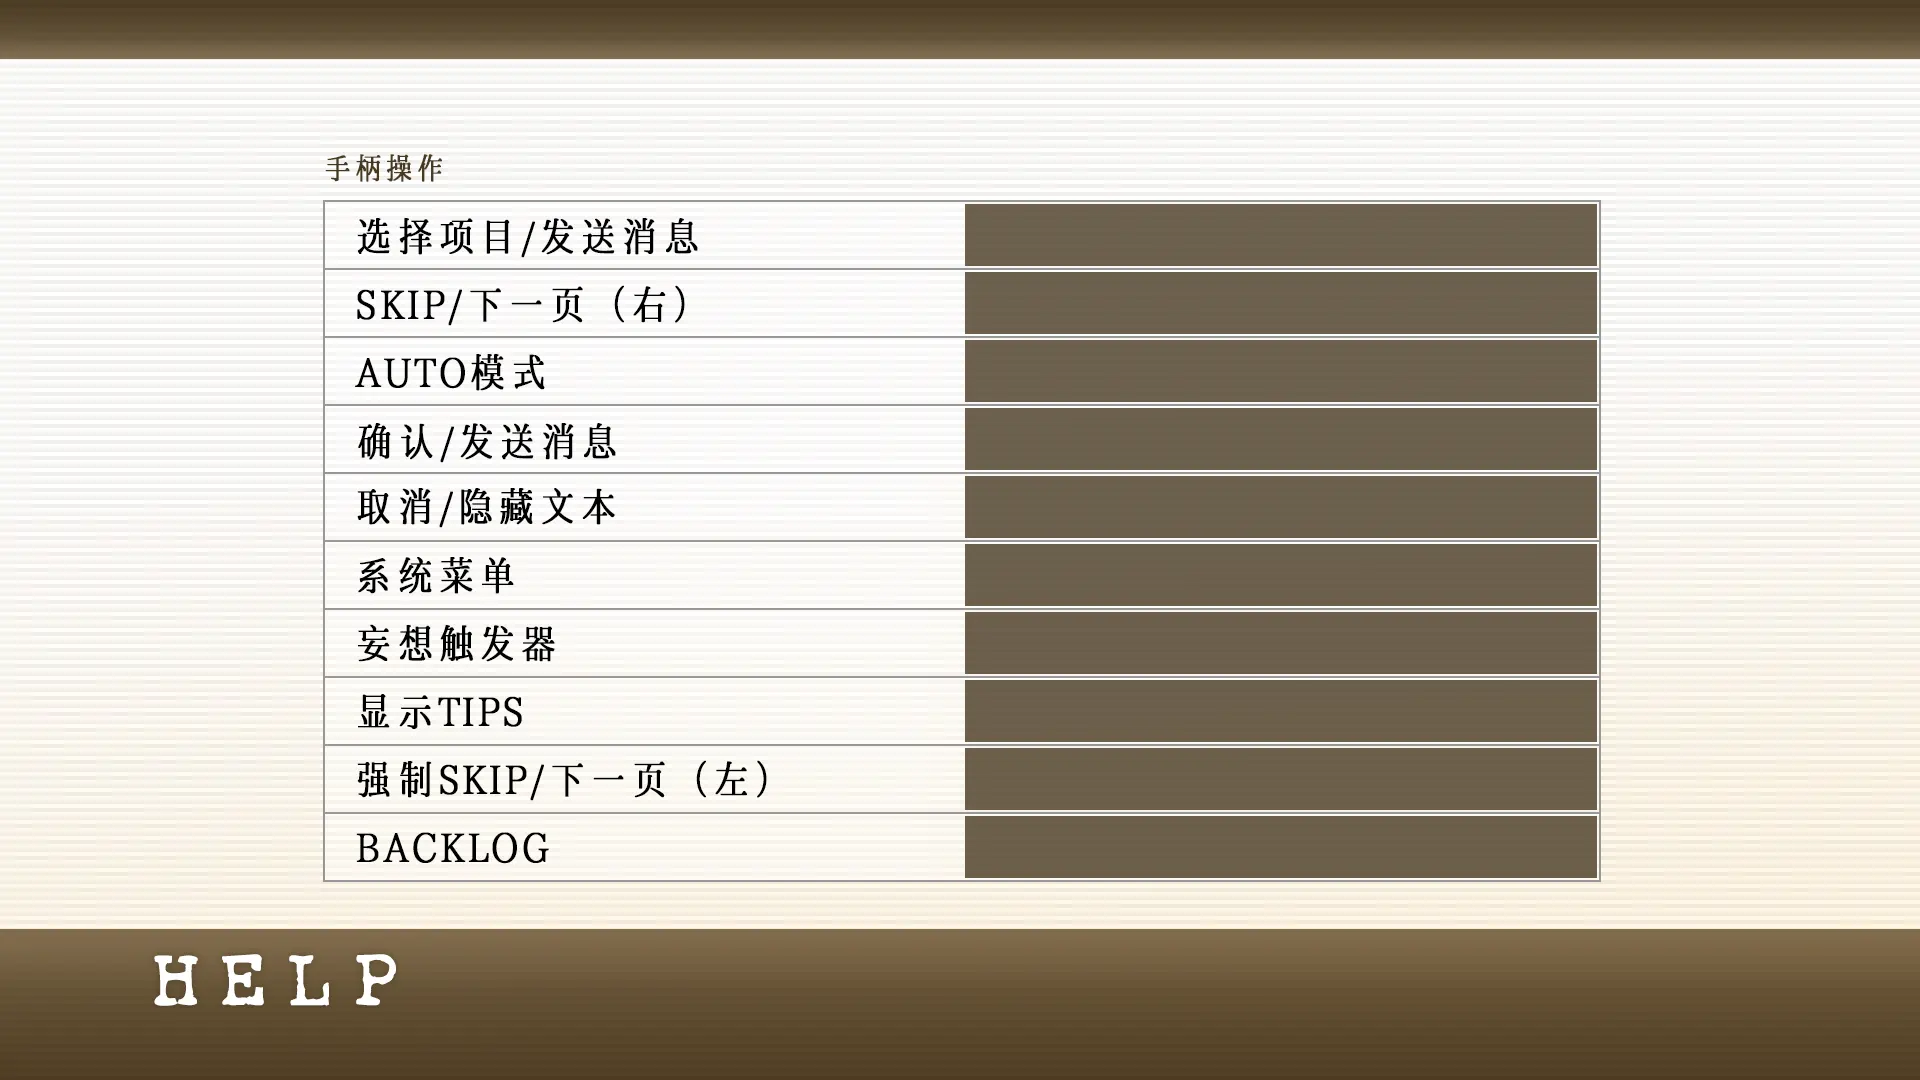 手柄操作
选择项目/发送消息
SKIP/下一页（右）
AUTO模式
确认/发送消息
取消/隐藏文本
系统菜单
妄想触发器
显示TIPS
强制SKIP/下一页（左）
BACKLOG
HELP